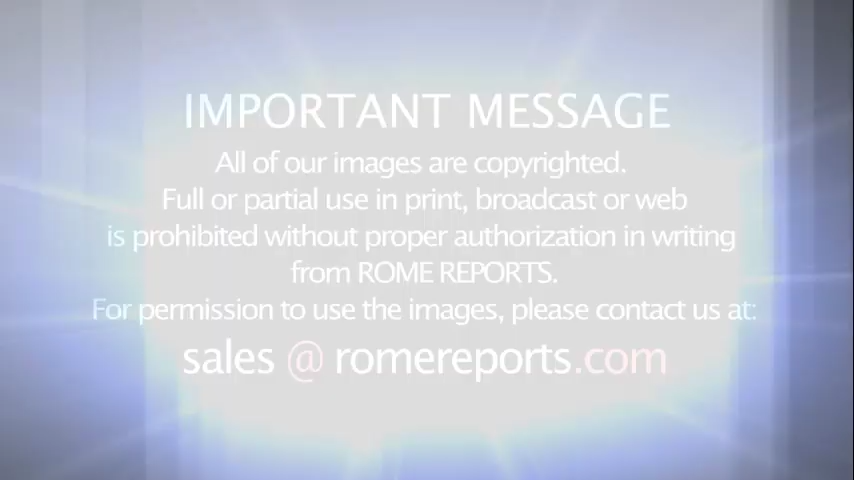 IMPORTANT MESSAGE
All of our images are copyrighted.
Full or partial use in print, broadcast or web
is prohibited without proper authorization in writing
from ROME REPORTS.
For permission to use the images, please contact us at:
sales @ romereports.com